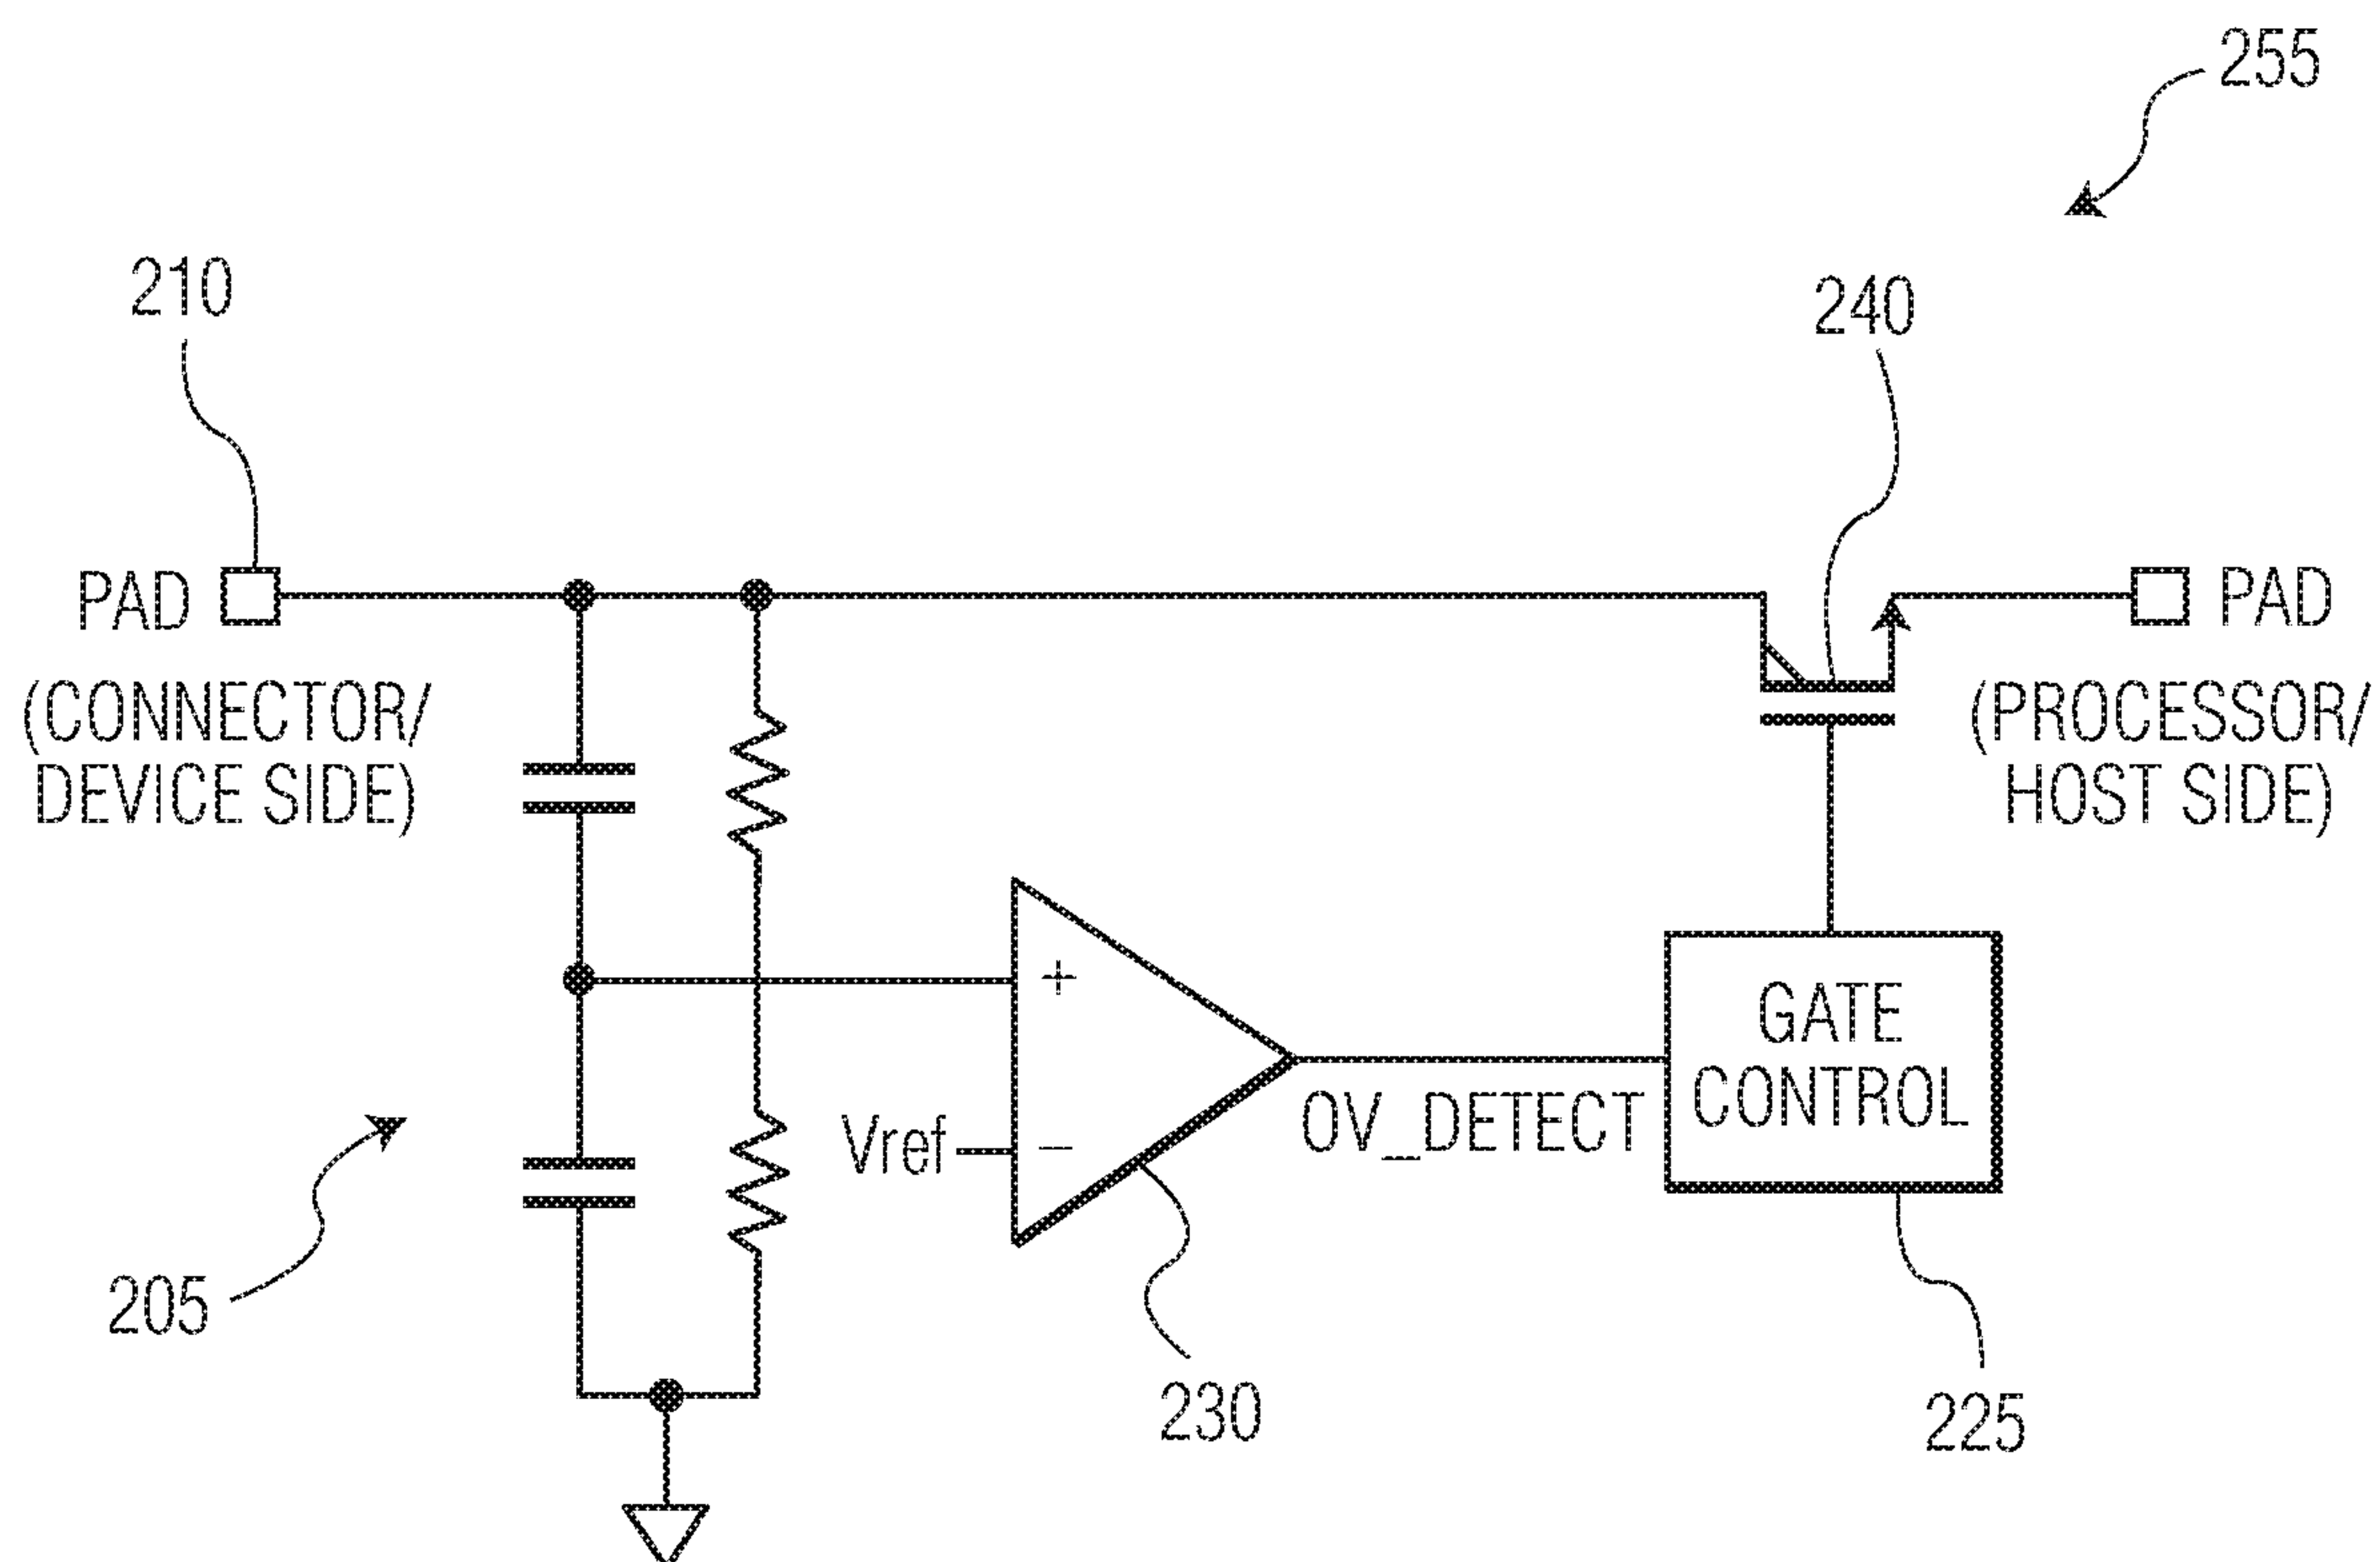 255
210
240
PAD
PAD
(CONNECTOR/
DEVICE SIDE)
(PROCESSOR/
HOST SIDE)
+
GATE
CONTROL
Vref
−
OV_DETECT
205
230
225